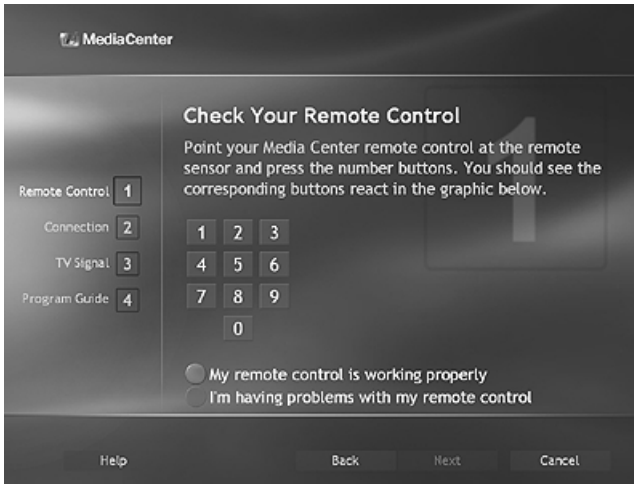 MediaCenter
Check Your Remote Control
Point your Media Center remote control at the remote
sensor and press the number buttons. You should see the
corresponding buttons react in the graphic below.
Remote Control 1
Connection 2
TV Signal 3
Program Guide 4
1
1 2 3
4 5 6
7 8 9
0
My remote control is working properly
I'm having problems with my remote control
Help Back Next Cancel